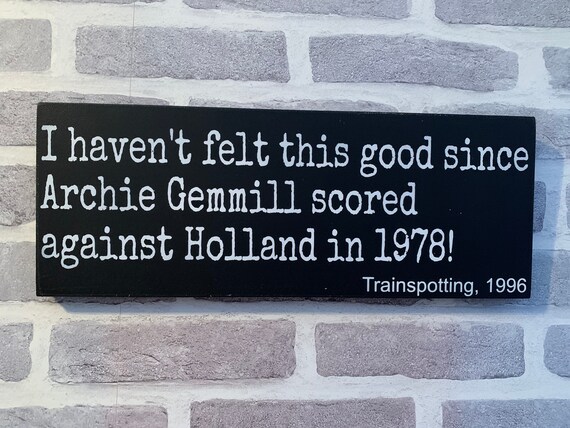 I haven't felt this good since
Archie Gemmill scored
against Holland in 1978!
Trainspotting, 1996